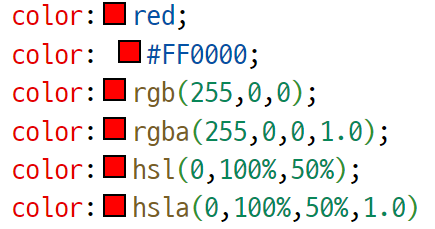 color: red;
color: #FF0000;
color: rgb(255,0,0);
color: rgba(255,0,0,1.0);
color: hsl(0,100%,50%);
color: hsla(0,100%,50%,1.0)